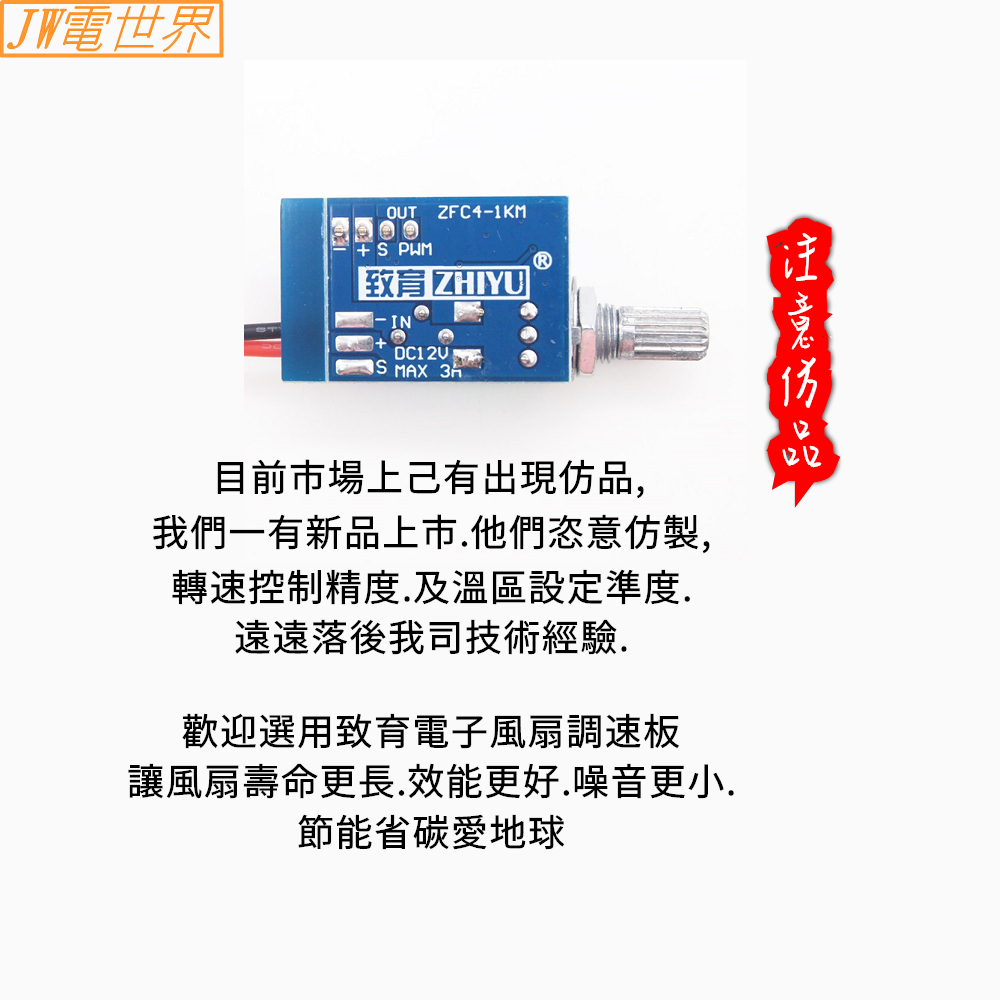 JW電世界
OUT ZFC4-1KM
- + S PWM
致育 ZHIYU ®
- IN
+
DC12V
S MAX 3A
注意仿品
目前市場上己有出現仿品,
我們一有新品上市.他們恣意仿製,
轉速控制精度.及溫區設定準度.
遠遠落後我司技術經驗.
歡迎選用致育電子風扇調速板
讓風扇壽命更長.效能更好.噪音更小.
節能省碳愛地球